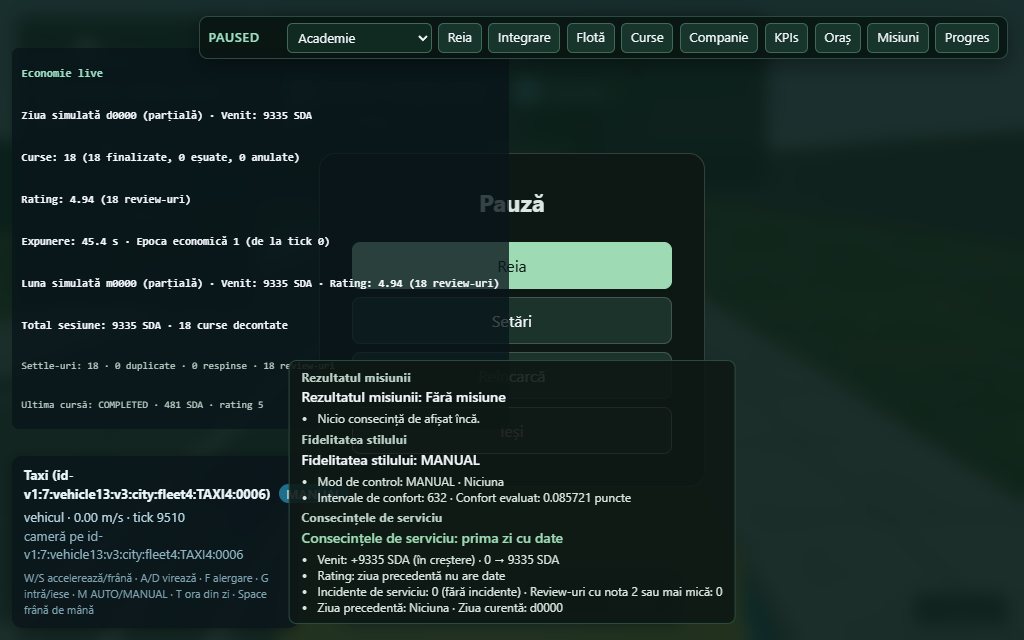 PAUSED
Academie
Reia
Integrare
Flotă
Curse
Companie
KPIs
Oraș
Misiuni
Progres
Economie live
Ziua simulată d0000 (parțială) · Venit: 9335 SDA
Curse: 18 (18 finalizate, 0 eșuate, 0 anulate)
Rating: 4.94 (18 review-uri)
Expunere: 45.4 s · Epoca economică 1 (de la tick 0)
Luna simulată m0000 (parțială) · Venit: 9335 SDA · Rating: 4.94 (18 review-uri)
Total sesiune: 9335 SDA · 18 curse decontate
Settle-uri: 18 · 0 duplicate · 0 respinse · 18 re
Ultima cursă: COMPLETED · 481 SDA · rating 5
Pauză
Reia
Setări
Reîncarcă
Ieși
Taxi (id-
v1:7:vehicle13:v3:city:fleet4:TAXI4:0006)
vehicul · 0.00 m/s · tick 9510
cameră pe id-
v1:7:vehicle13:v3:city:fleet4:TAXI4:0006
W/S accelerează/frână · A/D virează · F alergare · G
intră/iese · M AUTO/MANUAL · T ora din zi · Space
frână de mână
Rezultatul misiunii
Rezultatul misiunii: Fără misiune
• Nicio consecință de afișat încă.
Fidelitatea stilului
Fidelitatea stilului: MANUAL
• Mod de control: MANUAL · Niciuna
• Intervale de confort: 632 · Confort evaluat: 0.085721 puncte
Consecințele de serviciu
Consecințele de serviciu: prima zi cu date
• Venit: +9335 SDA (în creștere) · 0 → 9335 SDA
• Rating: ziua precedentă nu are date
• Incidente de serviciu: 0 (fără incidente) · Review-uri cu nota 2 sau mai mică: 0
• Ziua precedentă: Niciuna · Ziua curentă: d0000